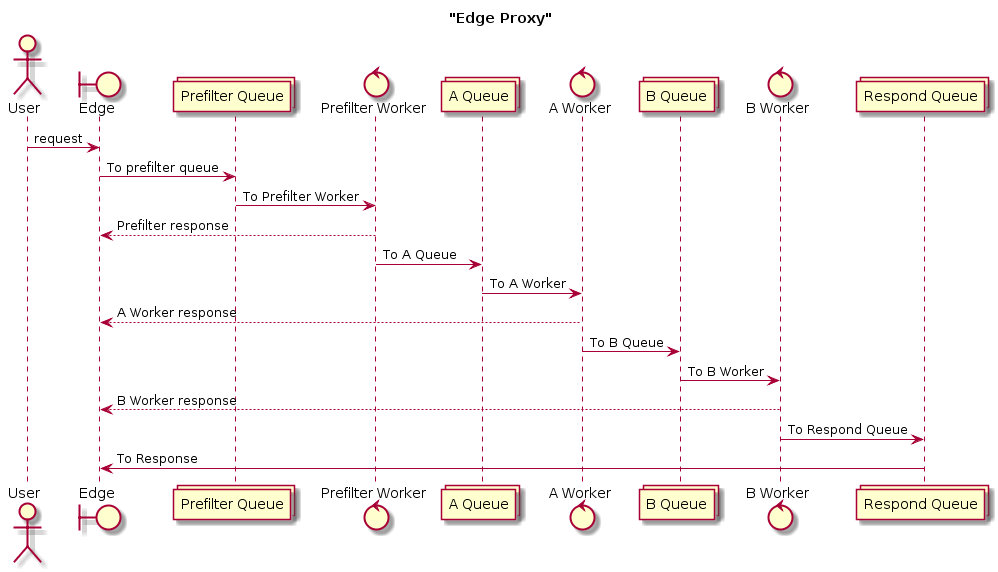 "Edge Proxy"
User
Edge
Prefilter Queue
Prefilter Worker
A Queue
A Worker
B Queue
B Worker
Respond Queue
request
To prefilter queue
To Prefilter Worker
Prefilter response
To A Queue
To A Worker
A Worker response
To B Queue
To B Worker
B Worker response
To Respond Queue
To Response
User
Edge
Prefilter Queue
Prefilter Worker
A Queue
A Worker
B Queue
B Worker
Respond Queue